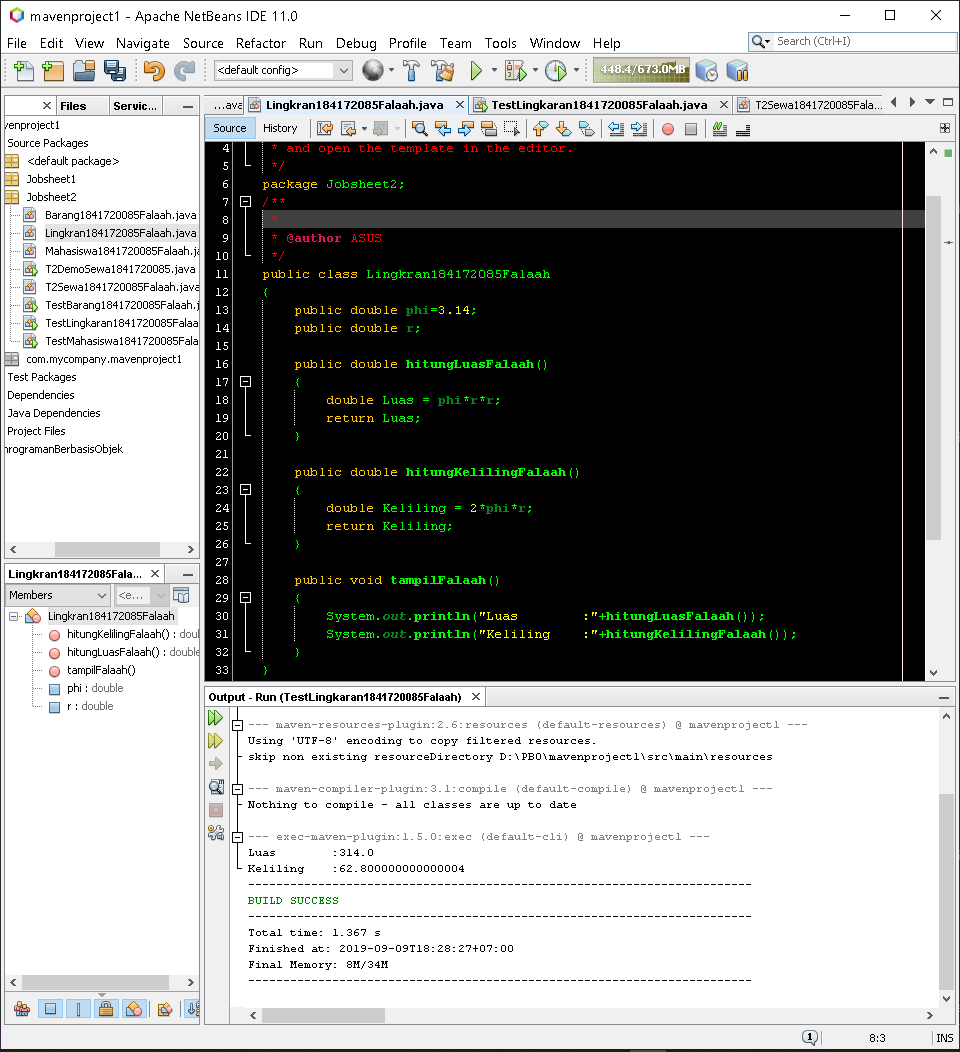 mavenproject1 - Apache NetBeans IDE 11.0
File Edit View Navigate Source Refactor Run Debug Profile Team Tools Window Help
Search (Ctrl+I)
<default config>
448.4/673.0MB
Files Servic...
...ava Lingkran184172085Falaah.java TestLingkaran1841720085Falaah.java T2Sewa1841720085Fala...
Source History
venproject1
Source Packages
<default package>
Jobsheet1
Jobsheet2
Barang1841720085Falaah.java
Lingkran184172085Falaah.java
Mahasiswa1841720085Falaah.ja
T2DemoSewa1841720085.java
T2Sewa1841720085Falaah.java
TestBarang1841720085Falaah.j
TestLingkaran1841720085Falaa
TestMahasiswa1841720085Fala
com.mycompany.mavenproject1
Test Packages
Dependencies
Java Dependencies
Project Files
rogramanBerbasisObjek
4 * and open the template in the editor.
5 */
6 package Jobsheet2;
7 /**
8 *
9 * @author ASUS
10 */
11 public class Lingkran184172085Falaah
12 {
13 public double phi=3.14;
14 public double r;
15
16 public double hitungLuasFalaah()
17 {
18 double Luas = phi*r*r;
19 return Luas;
20 }
21
22 public double hitungKelilingFalaah()
23 {
24 double Keliling = 2*phi*r;
25 return Keliling;
26 }
27
28 public void tampilFalaah()
29 {
30 System.out.println("Luas        :"+hitungLuasFalaah());
31 System.out.println("Keliling    :"+hitungKelilingFalaah());
32 }
33 }
Lingkran184172085Fala...
Members <e...
Lingkran184172085Falaah
hitungKelilingFalaah() : doul
hitungLuasFalaah() : double
tampilFalaah()
phi : double
r : double
Output - Run (TestLingkaran1841720085Falaah)
--- maven-resources-plugin:2.6:resources (default-resources) @ mavenproject1 ---
Using 'UTF-8' encoding to copy filtered resources.
skip non existing resourceDirectory D:\PBO\mavenproject1\src\main\resources
--- maven-compiler-plugin:3.1:compile (default-compile) @ mavenproject1 ---
Nothing to compile - all classes are up to date
--- exec-maven-plugin:1.5.0:exec (default-cli) @ mavenproject1 ---
Luas        :314.0
Keliling    :62.800000000000004
------------------------------------------------------------------------
BUILD SUCCESS
------------------------------------------------------------------------
Total time: 1.367 s
Finished at: 2019-09-09T18:28:27+07:00
Final Memory: 8M/34M
------------------------------------------------------------------------
1
8:3 INS